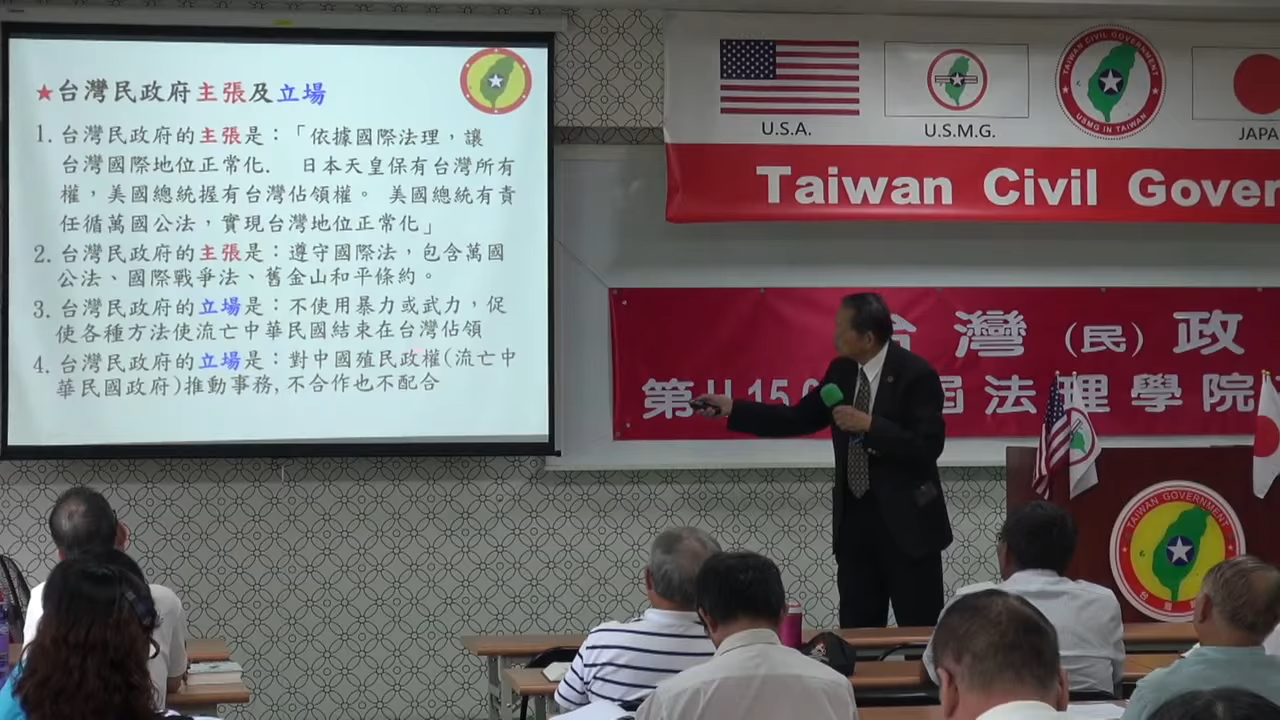 ★台灣民政府主張及立場
1. 台灣民政府的主張是:「依據國際法理，讓
台灣國際地位正常化. 日本天皇保有台灣所有
權，美國總統握有台灣佔領權。 美國總統有責
任循萬國公法，實現台灣地位正常化」
2. 台灣民政府的主張是: 遵守國際法，包含萬國
公法、國際戰爭法、舊金山和平條約。
3. 台灣民政府的立場是: 不使用暴力或武力，促
使各種方法使流亡中華民國結束在台灣佔領
4. 台灣民政府的立場是: 對中國殖民政權(流亡中
華民國政府)推動事務, 不合作也不配合
U.S.A.
U.S.M.G.
TAIWAN CIVIL GOVERNMENT
USMG IN TAIWAN
JAPA
Taiwan Civil Gover
台灣(民)政
第 15.0 屆法理學院
TAIWAN GOVERNMENT
台灣